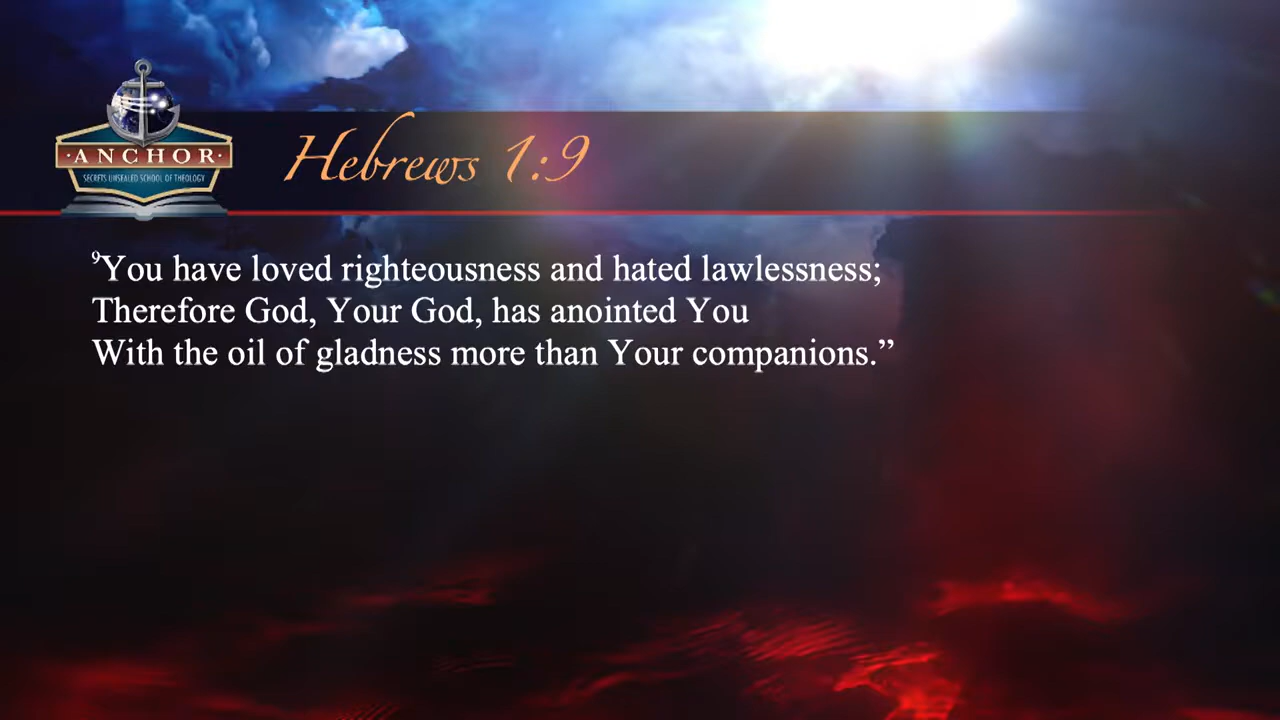 ·ANCHOR·
SECRETS UNSEALED SCHOOL OF THEOLOGY
Hebrews 1:9
⁹You have loved righteousness and hated lawlessness;
Therefore God, Your God, has anointed You
With the oil of gladness more than Your companions.”